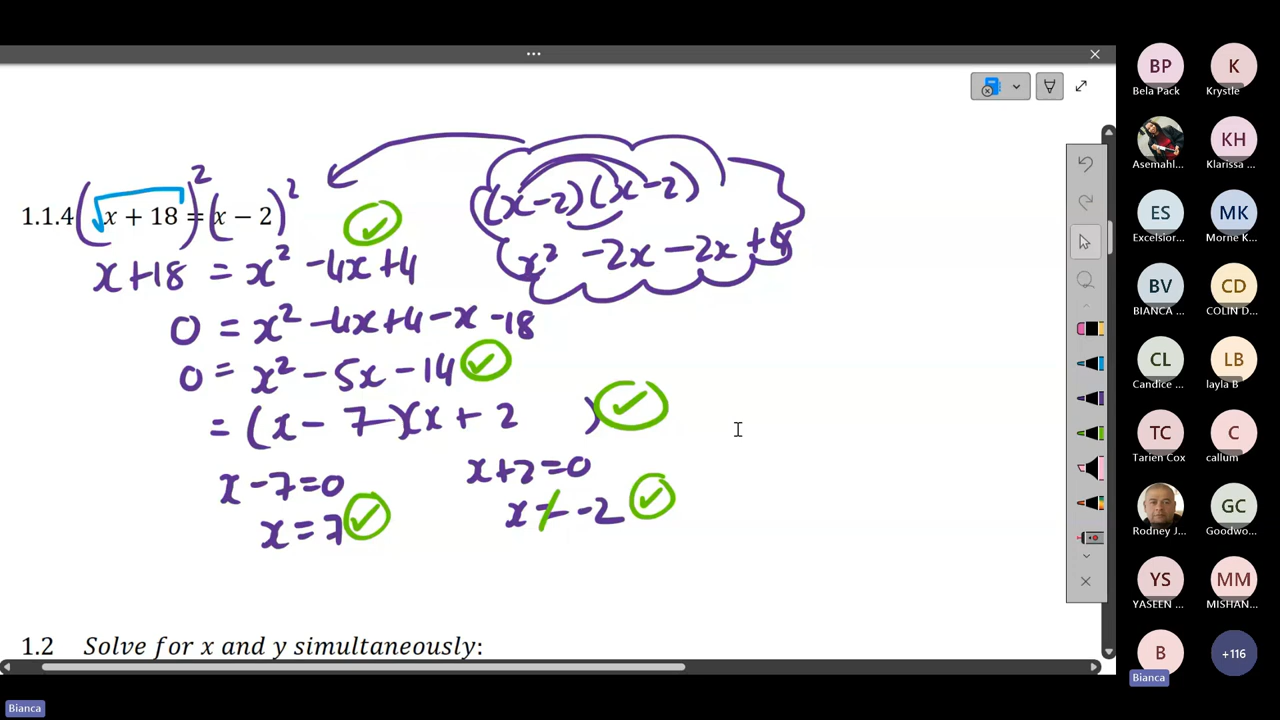 ...
BP
K
Bela Pack
Krystle
KH
Asemahl...
Klarissa ...
1.1.4(√x + 18)² = (x − 2)²
(x-2)(x-2)
x² -2x -2x +4
ES
MK
Excelsior...
Morne K...
x+18 = x² -4x+4
0 = x² -4x+4 -x -18
BV
CD
BIANCA ...
COLIN D...
0 = x² -5x -14
CL
LB
Candice ...
layla B
= (x - 7)(x + 2 )
TC
C
Tarien Cox
callum
x -7=0
x+2=0
x=7
x ≠ -2
GC
Rodney J...
Goodwo...
YS
MM
YASEEN ...
MISHAN...
1.2 Solve for x and y simultaneously:
B
+116
Bianca
Bianca